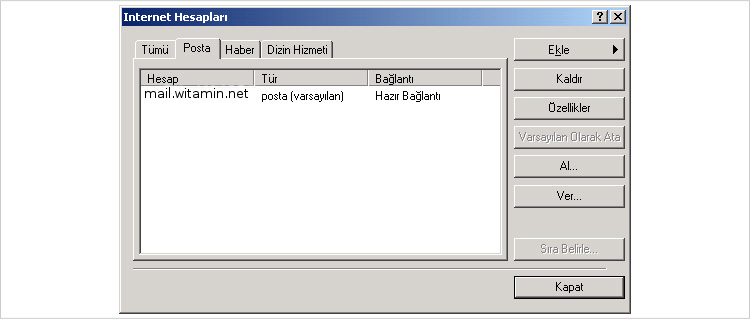 Internet Hesapları
Tümü Posta Haber Dizin Hizmeti
Hesap Tür Bağlantı
mail.witamin.net posta (varsayılan) Hazır Bağlantı
Ekle
Kaldır
Özellikler
Varsayılan Olarak Ata
Al...
Ver...
Sıra Belirle...
Kapat